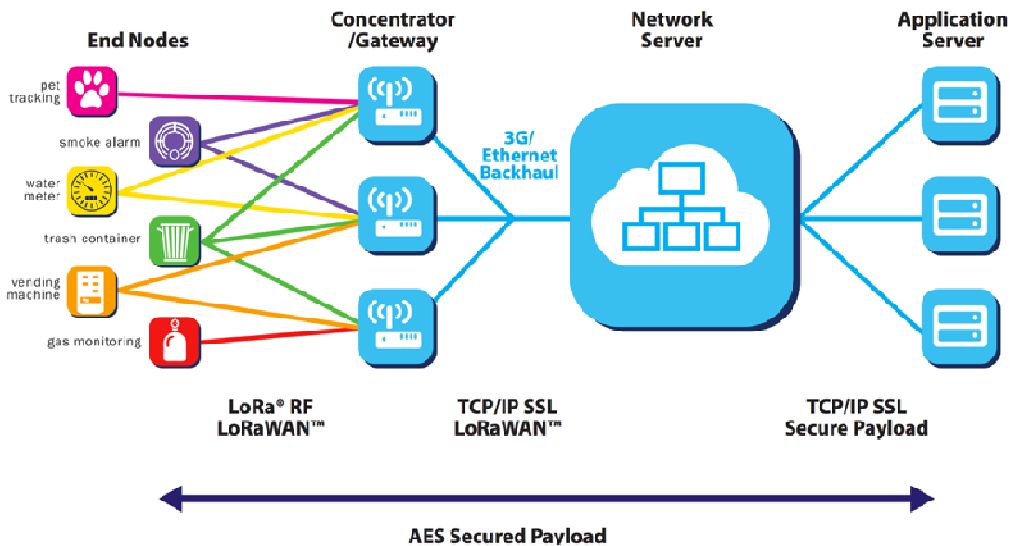 End Nodes
Concentrator
/Gateway
Network
Server
Application
Server
pet
tracking
smoke alarm
water
meter
trash container
vending
machine
gas monitoring
3G/
Ethernet
Backhaul
LoRa® RF
LoRaWAN™
TCP/IP SSL
LoRaWAN™
TCP/IP SSL
Secure Payload
AES Secured Payload